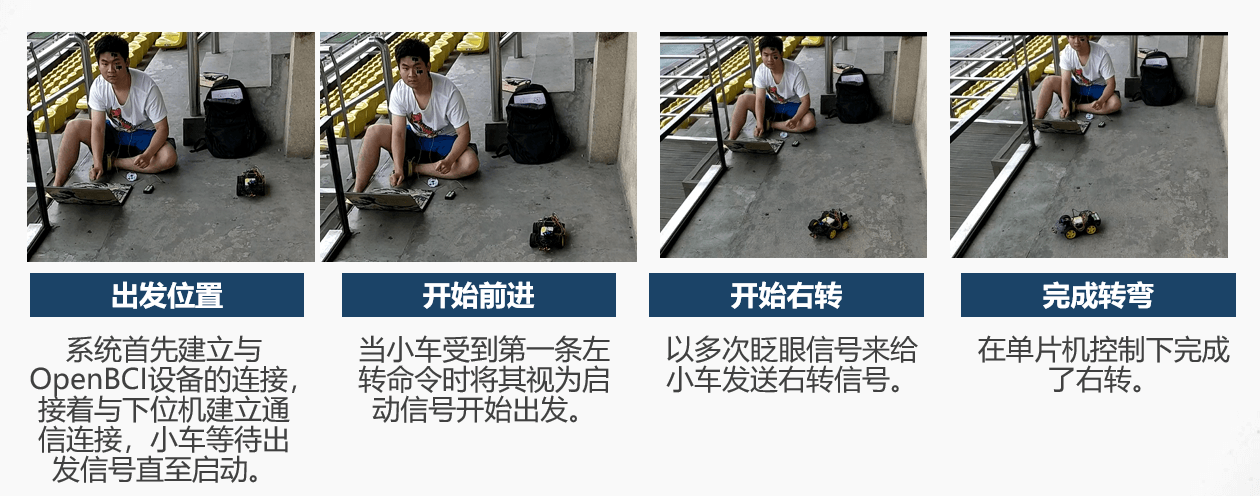 出发位置
系统首先建立与
OpenBCI设备的连接，
接着与下位机建立通
信连接，小车等待出
发信号直至启动。
开始前进
当小车受到第一条左
转命令时将其视为启
动信号开始出发。
开始右转
以多次眨眼信号来给
小车发送右转信号。
完成转弯
在单片机控制下完成
了右转。